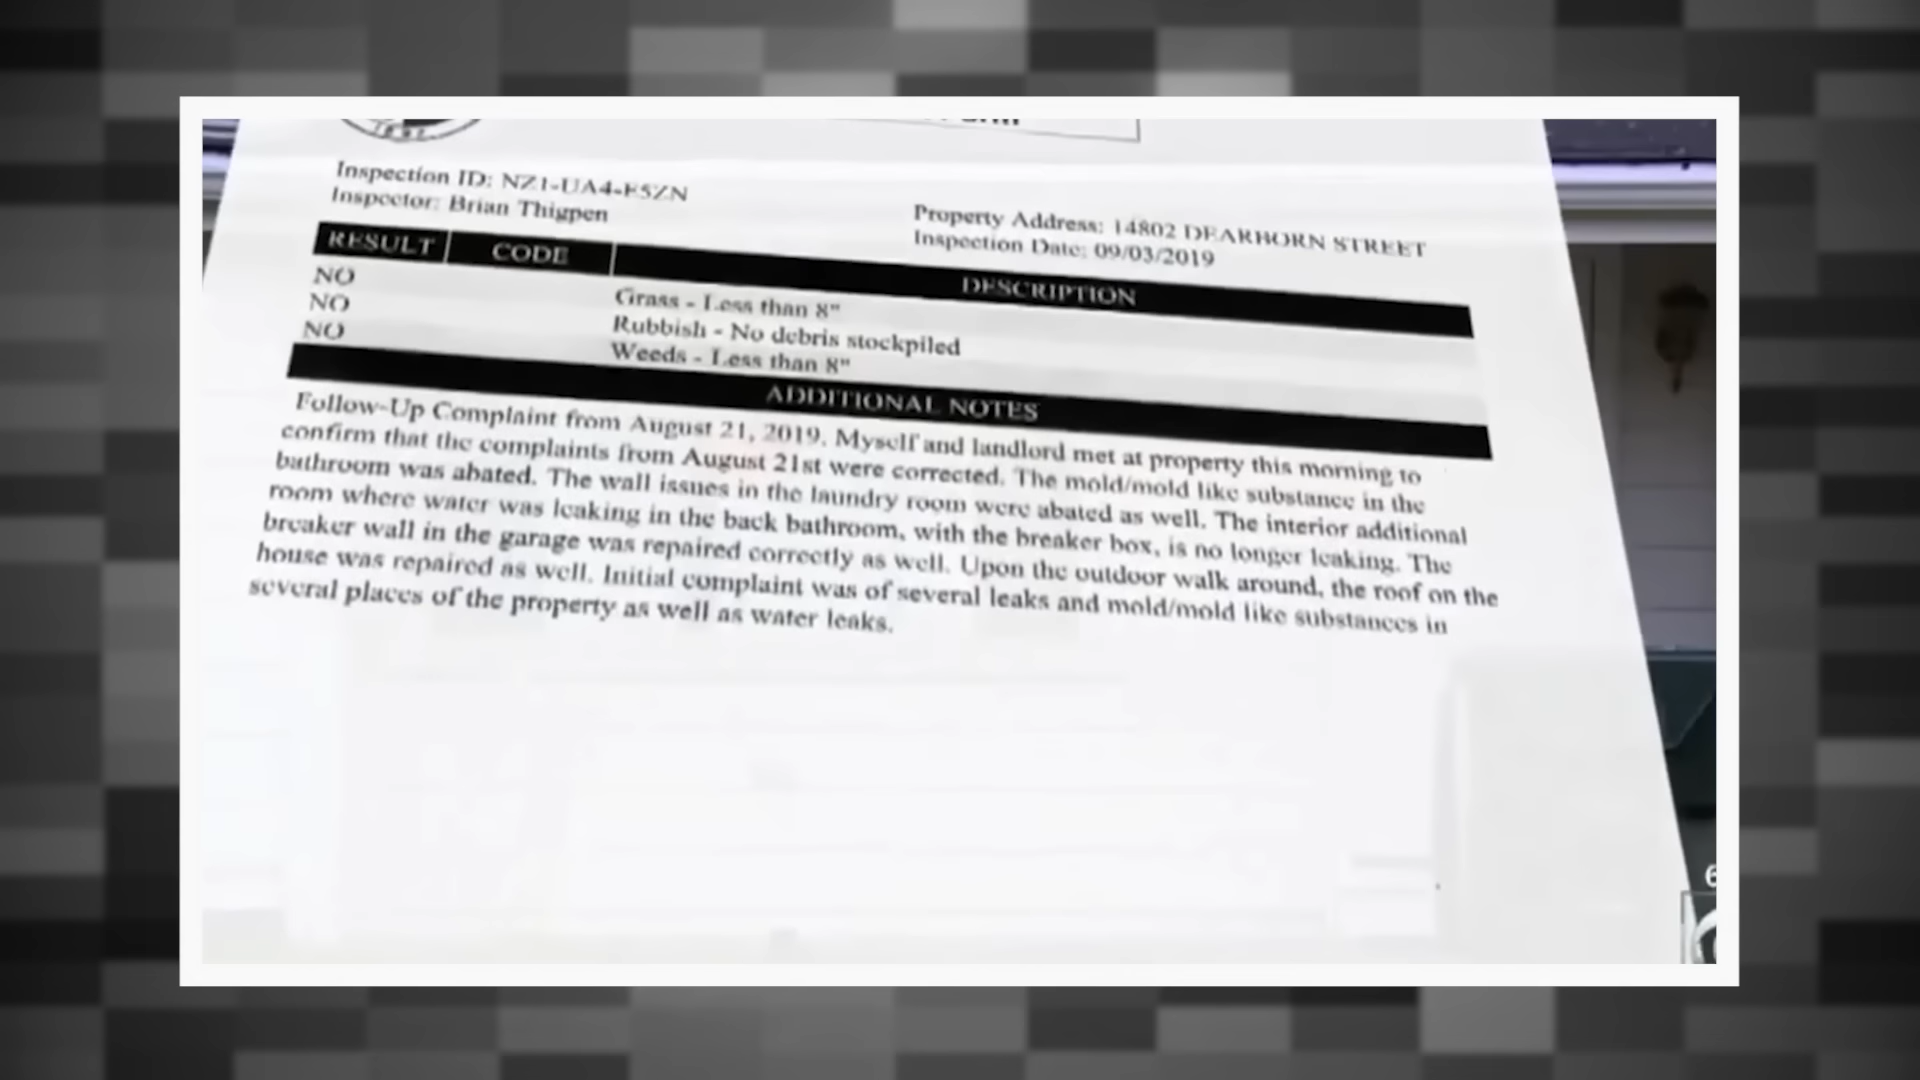 Inspection ID: NZ1-UA4-E5ZN
Inspector: Brian Thigpen
Property Address: 14802 DEARBORN STREET
Inspection Date: 09/03/2019
RESULT CODE DESCRIPTION
NO Grass - Less than 8"
NO Rubbish - No debris stockpiled
NO Weeds - Less than 8"
ADDITIONAL NOTES
Follow-Up Complaint from August 21, 2019. Myself and landlord met at property this morning to
confirm that the complaints from August 21st were corrected. The mold/mold like substance in the
bathroom was abated. The wall issues in the laundry room were abated as well. The interior additional
room where water was leaking in the back bathroom, with the breaker box, is no longer leaking. The
breaker wall in the garage was repaired correctly as well. Upon the outdoor walk around, the roof on the
house was repaired as well. Initial complaint was of several leaks and mold/mold like substances in
several places of the property as well as water leaks.